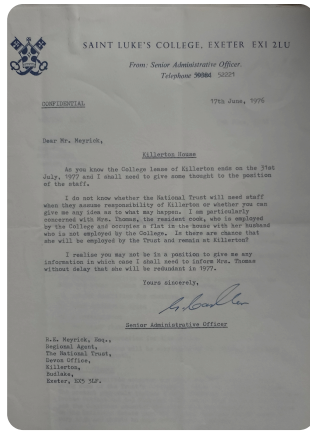 SAINT LUKE'S COLLEGE, EXETER EX1 2LU
From: Senior Administrative Officer.
Telephone 52221
CONFIDENTIAL
17th June, 1976
Dear Mr. Meyrick,
Killerton House
As you know the College lease of Killerton ends on the 31st
July, 1977 and I shall need to give some thought to the position
of the staff.
I do not know whether the National Trust will need staff
when they assume responsibility of Killerton or whether you can
give me any idea as to what may happen. I am particularly
concerned with Mrs. Thomas, the resident cook, who is employed
by the College and occupies a flat in the house with her husband
who is not employed by the College. Is there any chance that
she will be employed by the Trust and remain at Killerton?
I realise you may not be in a position to give me any
information in which case I shall need to inform Mrs. Thomas
without delay that she will be redundant in 1977.
Yours sincerely,
Senior Administrative Officer
Meyrick, Esq.,
Regional Agent,
The National Trust,
Devon Office,
Killerton,
Budlake,
Exeter, EX5 3LF.